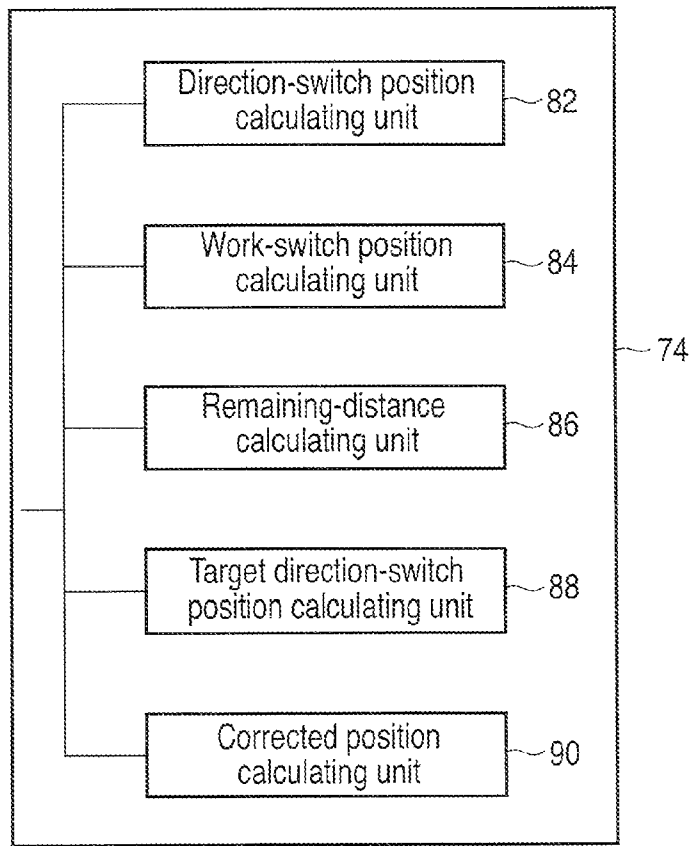 Direction-switch position
calculating unit
82
Work-switch position
calculating unit
84
74
Remaining-distance
calculating unit
86
Target direction-switch
position calculating unit
88
Corrected position
calculating unit
90